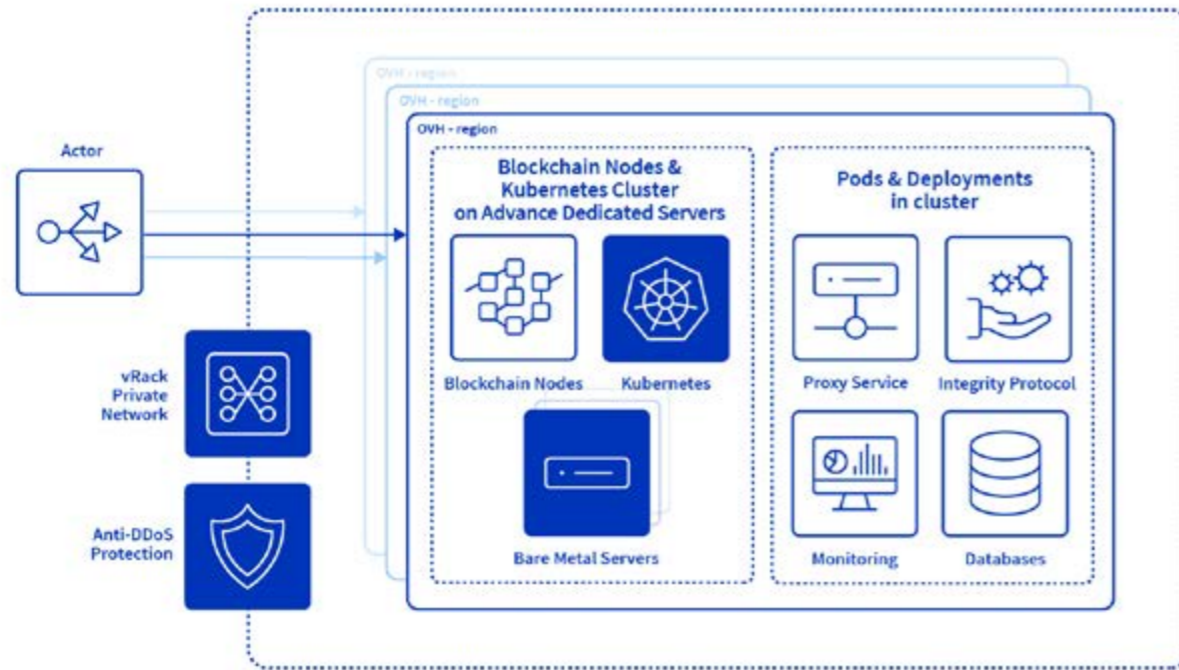 OVH - region
OVH - region
OVH - region
Actor
Blockchain Nodes &
Kubernetes Cluster
on Advance Dedicated Servers
Pods & Deployments
in cluster
Blockchain Nodes
Kubernetes
Proxy Service
Integrity Protocol
vRack
Private
Network
Bare Metal Servers
Monitoring
Databases
Anti-DDoS
Protection